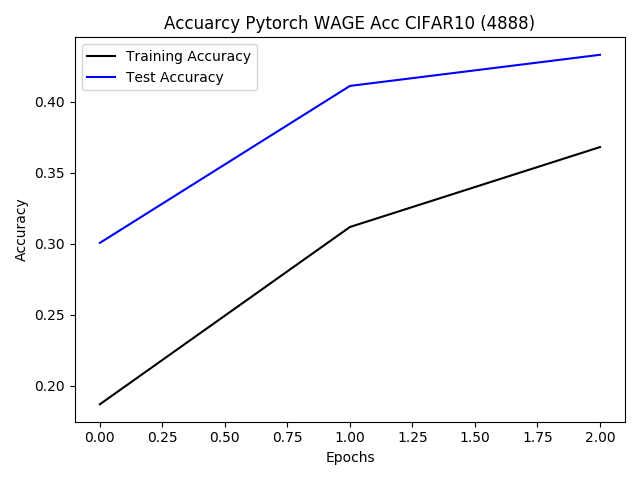 Accuarcy Pytorch WAGE Acc CIFAR10 (4888)
Training Accuracy
Test Accuracy
Accuracy
0.40
0.35
0.30
0.25
0.20
0.00 0.25 0.50 0.75 1.00 1.25 1.50 1.75 2.00
Epochs